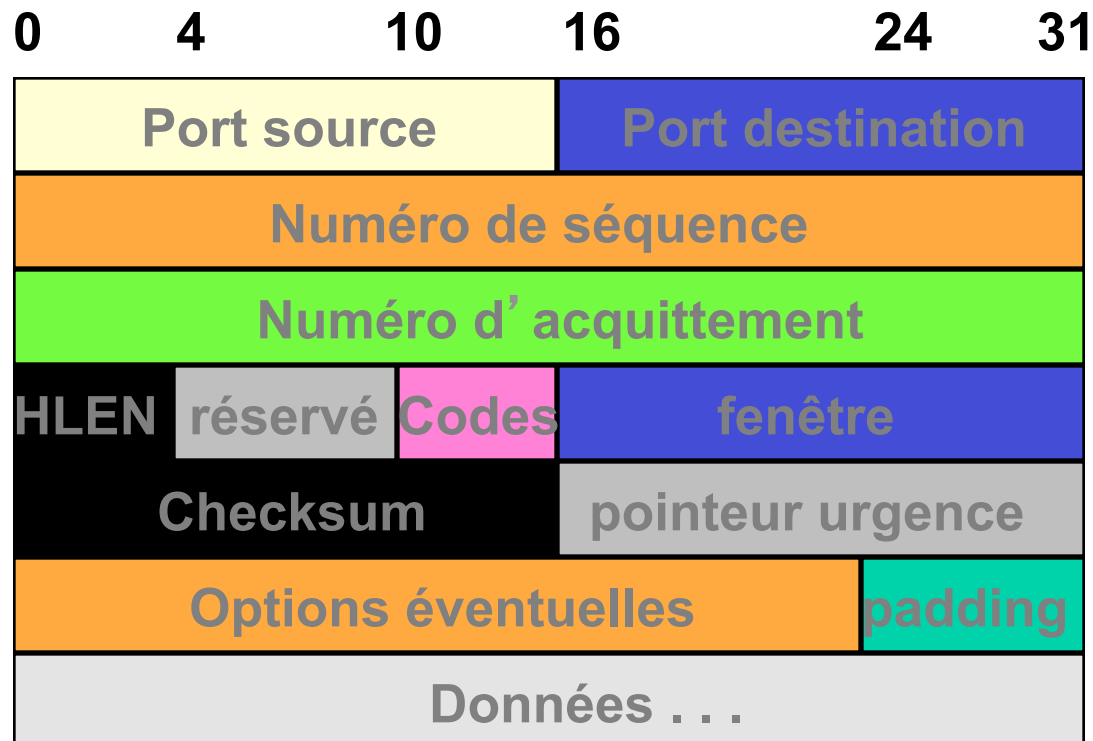 0 4 10 16 24 31
Port source Port destination
Numéro de séquence
Numéro d’ acquittement
HLEN réservé Codes fenêtre
Checksum pointeur urgence
Options éventuelles padding
Données . . .